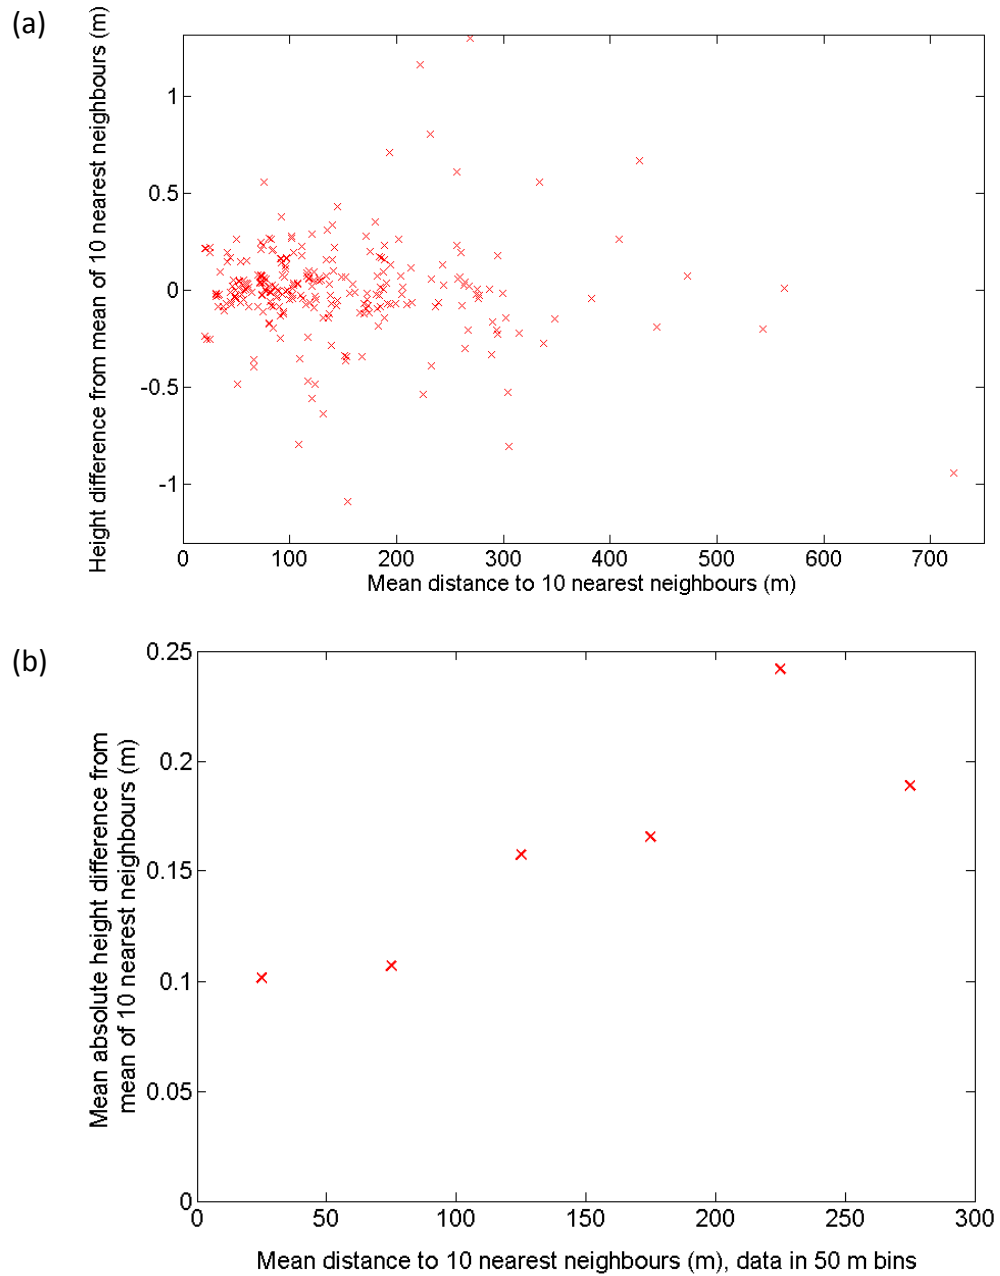 (a)
Height difference from mean of 10 nearest neighbours (m)
1
0.5
0
-0.5
-1
0 100 200 300 400 500 600 700
Mean distance to 10 nearest neighbours (m)
(b)
Mean absolute height difference from
mean of 10 nearest neighbours (m)
0.25
0.2
0.15
0.1
0.05
0
0 50 100 150 200 250 300
Mean distance to 10 nearest neighbours (m), data in 50 m bins